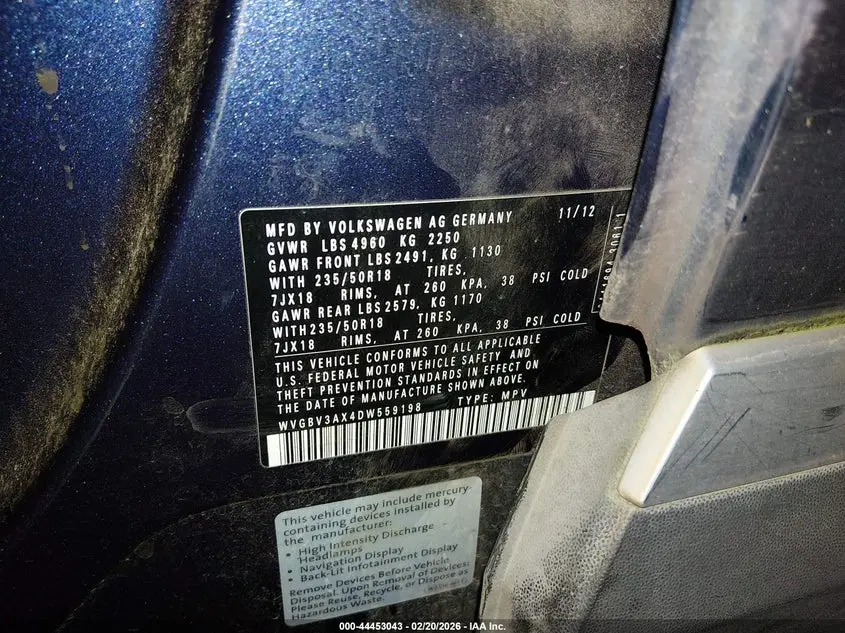 MFD BY VOLKSWAGEN AG GERMANY 11/12
GVWR LBS 4960 KG 2250
GAWR FRONT LBS 2491, KG 1130
WITH 235/50R18 TIRES,
7JX18 RIMS, AT 260 KPA, 38 PSI COLD
GAWR REAR LBS 2579, KG 1170
WITH 235/50R18 TIRES,
7JX18 RIMS, AT 260 KPA, 38 PSI COLD
THIS VEHICLE CONFORMS TO ALL APPLICABLE
U.S. FEDERAL MOTOR VEHICLE SAFETY AND
THEFT PREVENTION STANDARDS IN EFFECT ON
THE DATE OF MANUFACTURE SHOWN ABOVE.
WVGBV3AX4DW559198 TYPE: MPV
This vehicle may include mercury-
containing devices installed by
the manufacturer:
• High Intensity Discharge
Headlamps
• Navigation Display
• Back-Lit Infotainment Display
Remove Devices Before Vehicle
Disposal. Upon Removal of Devices:
Please Reuse, Recycle, or Dispose as
Hazardous Waste.
000-44453043 - 02/20/2026 - IAA Inc.